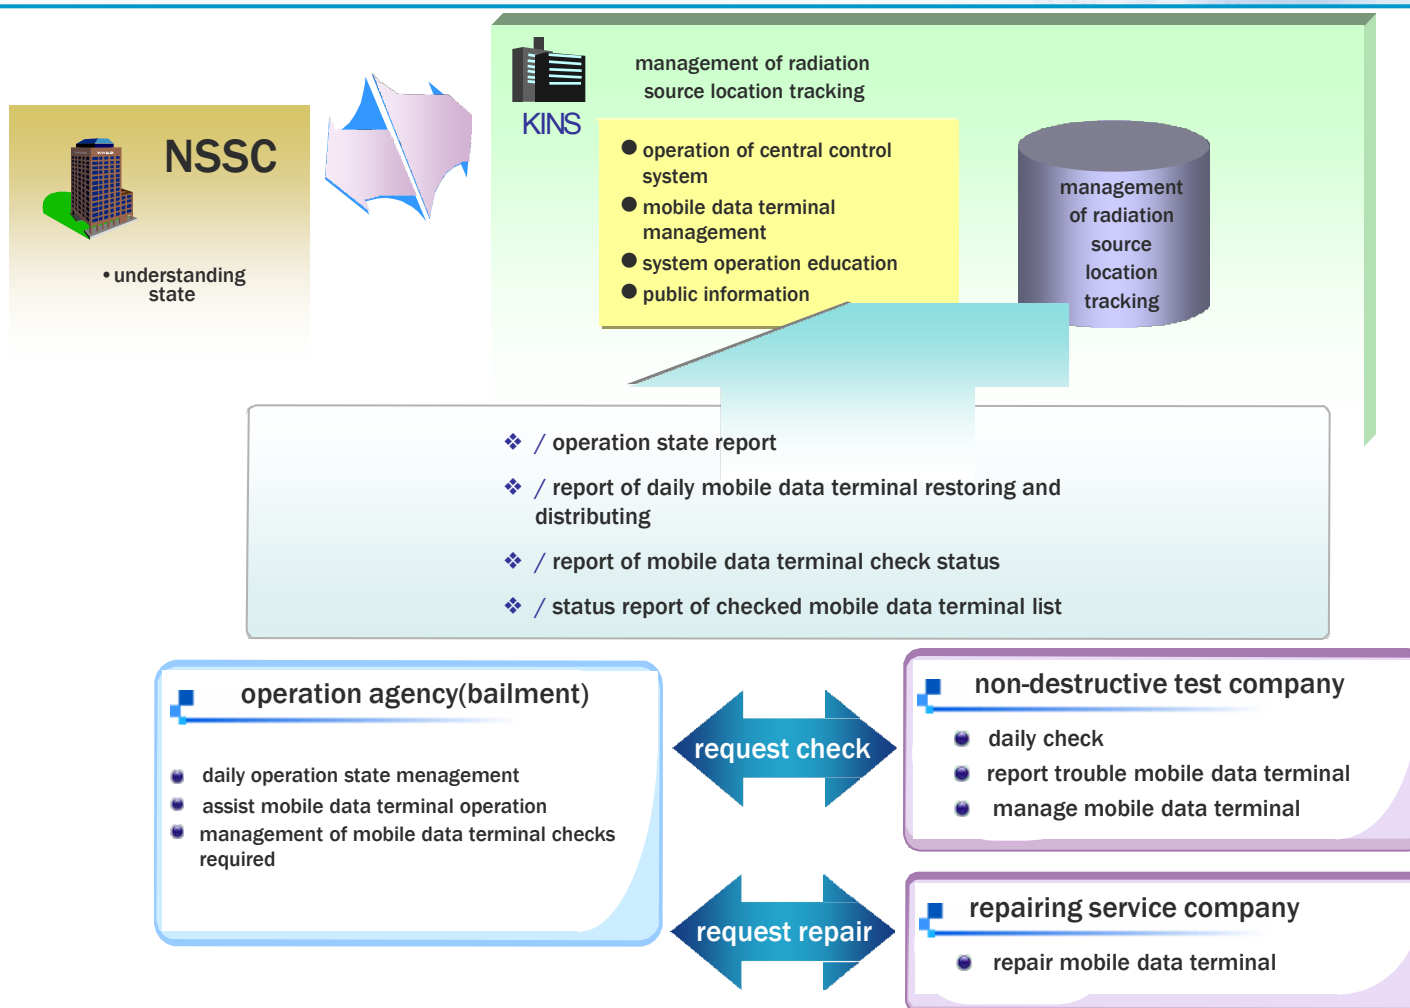 management of radiation
source location tracking
KINS
NSSC
• understanding
state
● operation of central control
system
● mobile data terminal
management
● system operation education
● public information
management
of radiation
source
location
tracking
❖ / operation state report
❖ / report of daily mobile data terminal restoring and
distributing
❖ / report of mobile data terminal check status
❖ / status report of checked mobile data terminal list
operation agency(bailment)
daily operation state menagement
assist mobile data terminal operation
management of mobile data terminal checks
required
request check
non-destructive test company
daily check
report trouble mobile data terminal
manage mobile data terminal
request repair
repairing service company
repair mobile data terminal